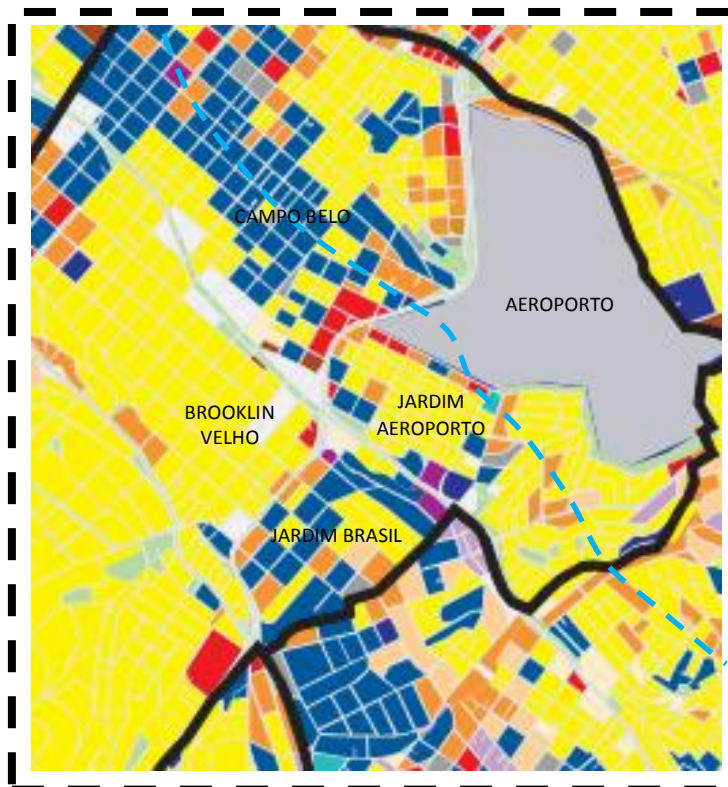 CAMPO BELO
AEROPORTO
BROOKLIN
VELHO
JARDIM
AEROPORTO
JARDIM BRASIL